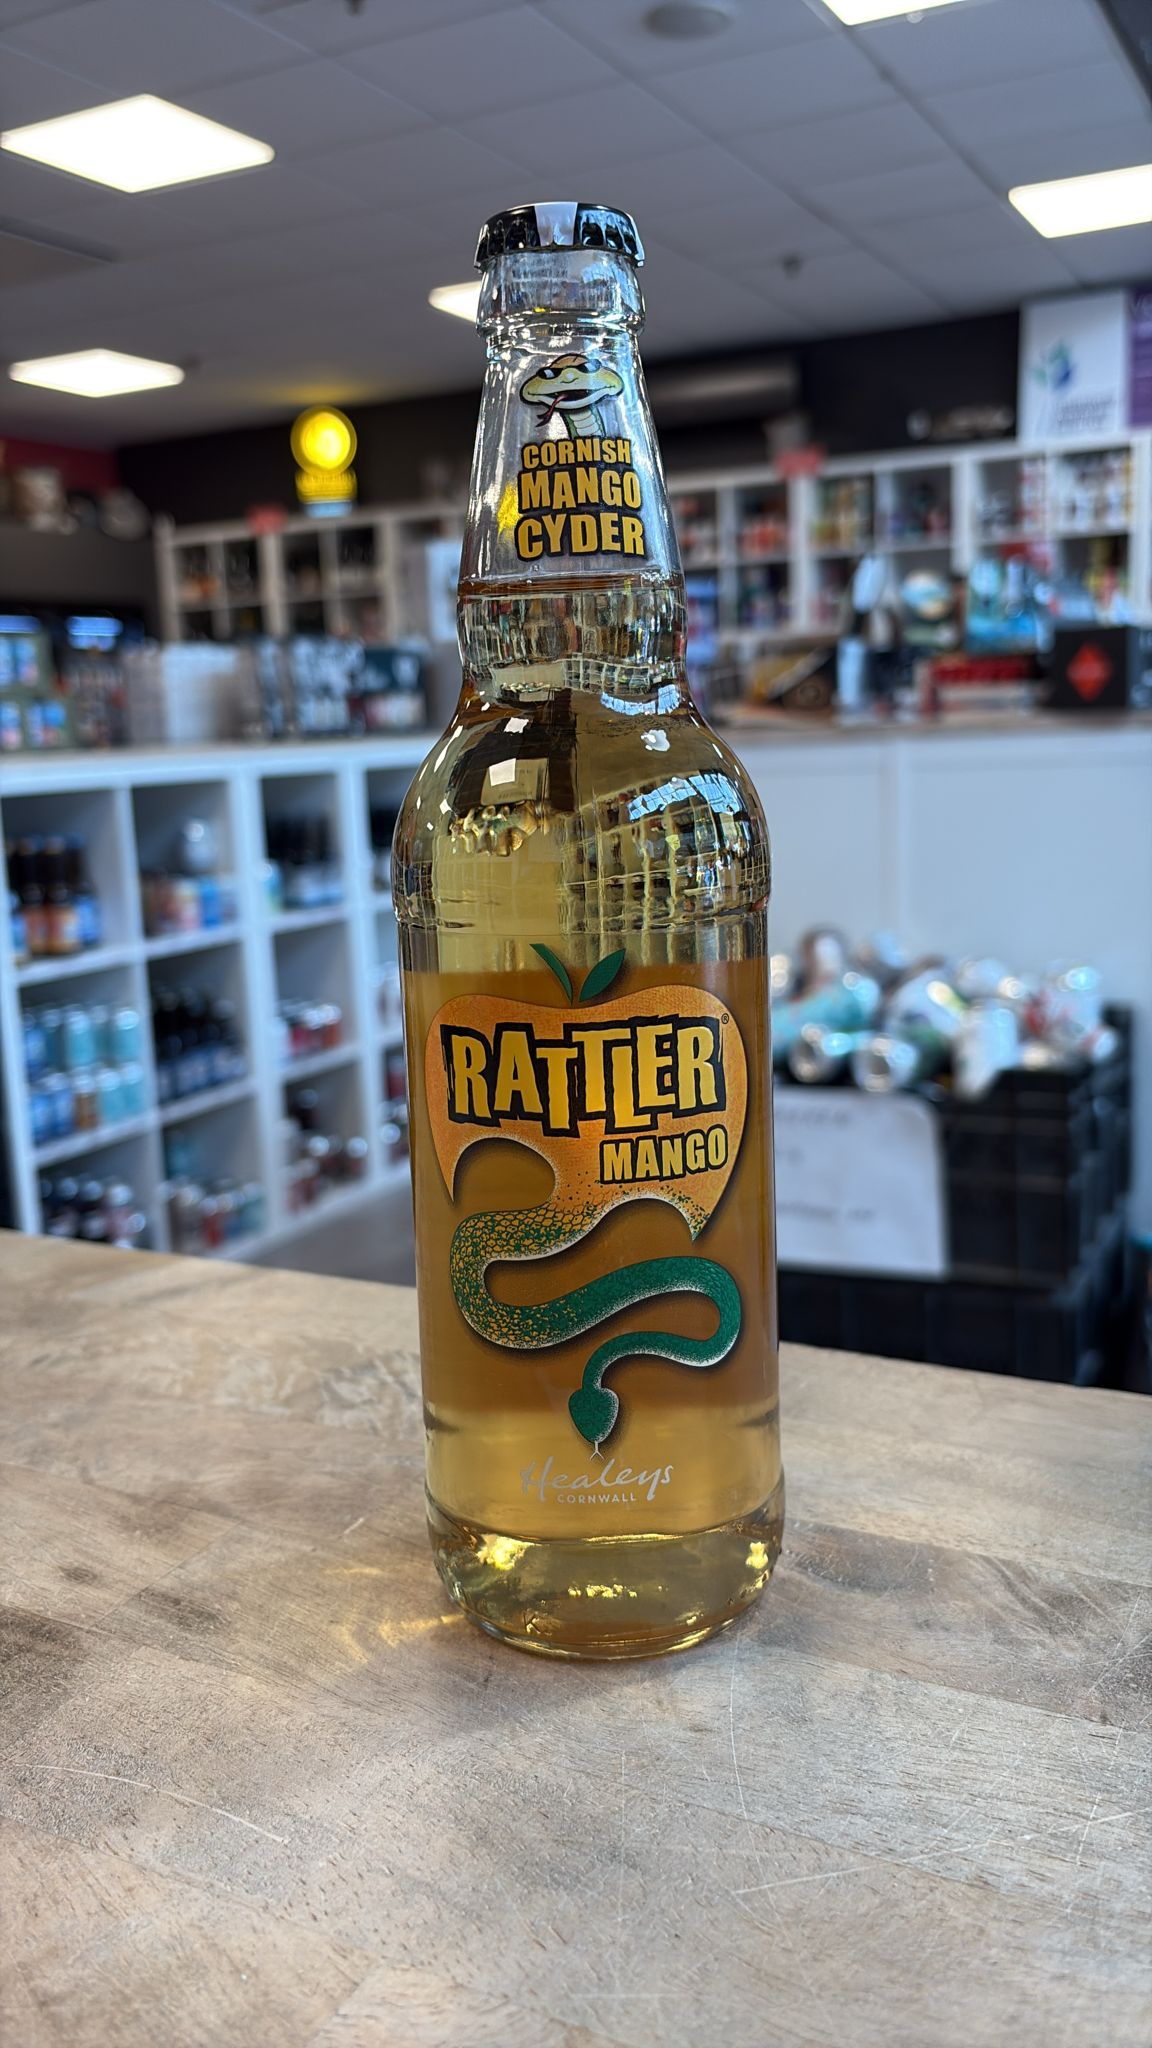 CORNISH
MANGO
CYDER
RATTLER®
MANGO
Healeys
CORNWALL